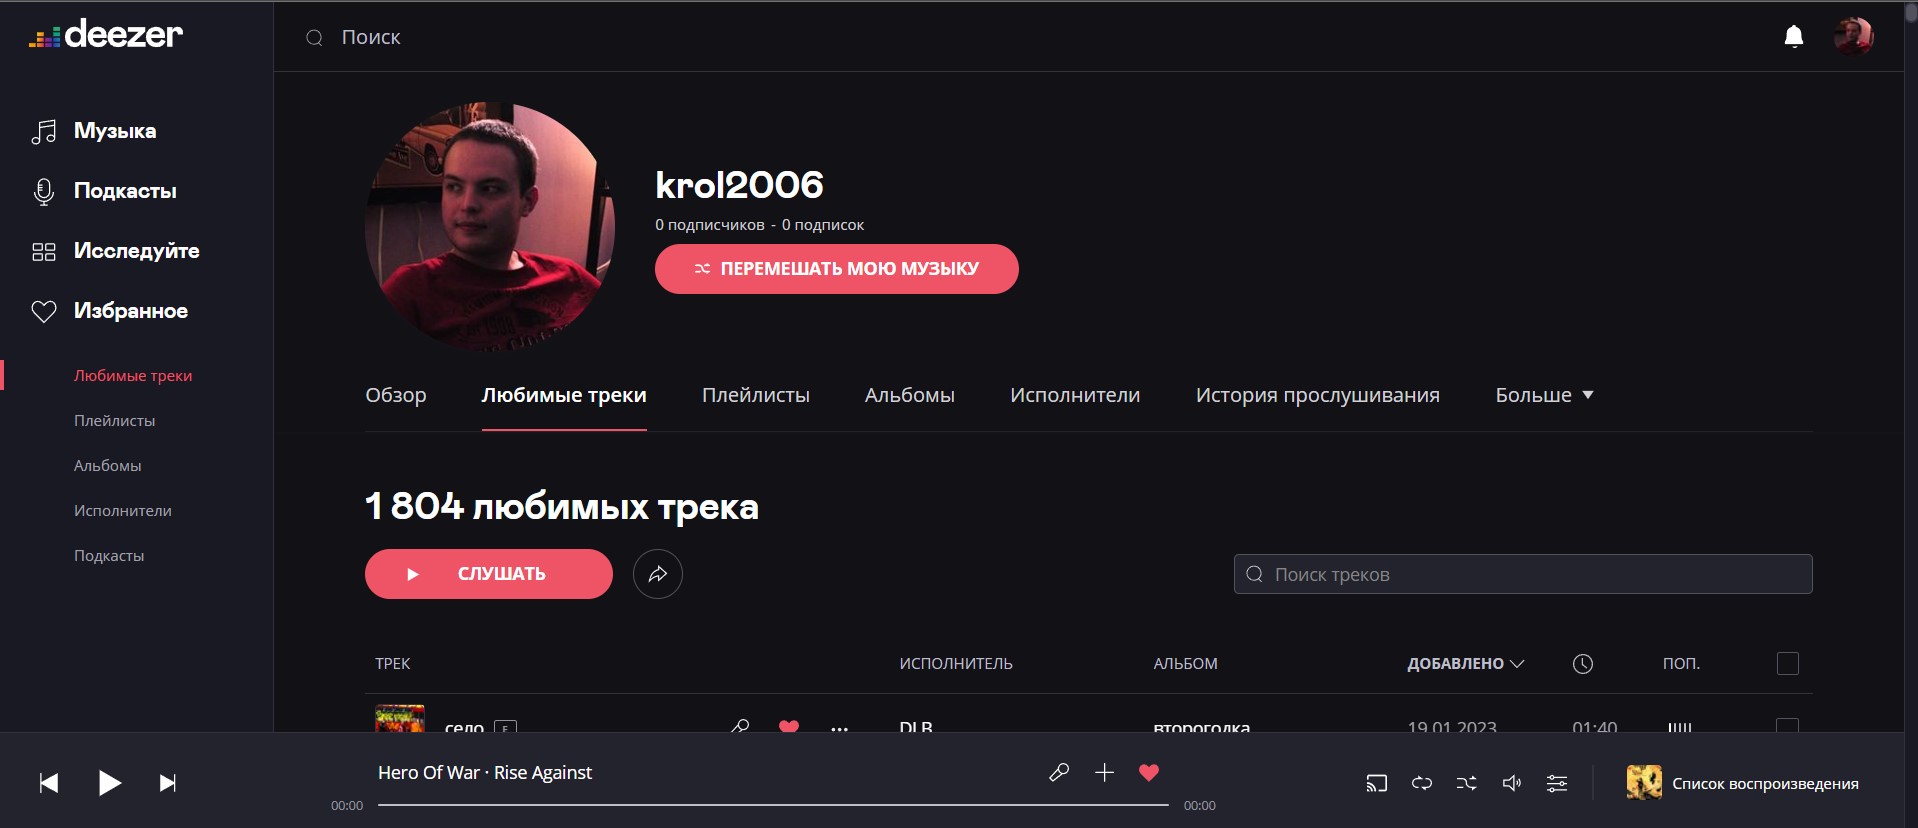 deezer
Поиск
Музыка
Подкасты
Исследуйте
Избранное
Любимые треки
Плейлисты
Альбомы
Исполнители
Подкасты
krol2006
0 подписчиков - 0 подписок
ПЕРЕМЕШАТЬ МОЮ МУЗЫКУ
Обзор Любимые треки Плейлисты Альбомы Исполнители История прослушивания Больше
1 804 любимых трека
СЛУШАТЬ
Поиск треков
ТРЕК ИСПОЛНИТЕЛЬ АЛЬБОМ ДОБАВЛЕНО ПОП.
село E DLB второгодка 19.01.2023 01:40
Hero Of War · Rise Against
00:00 00:00
Список воспроизведения